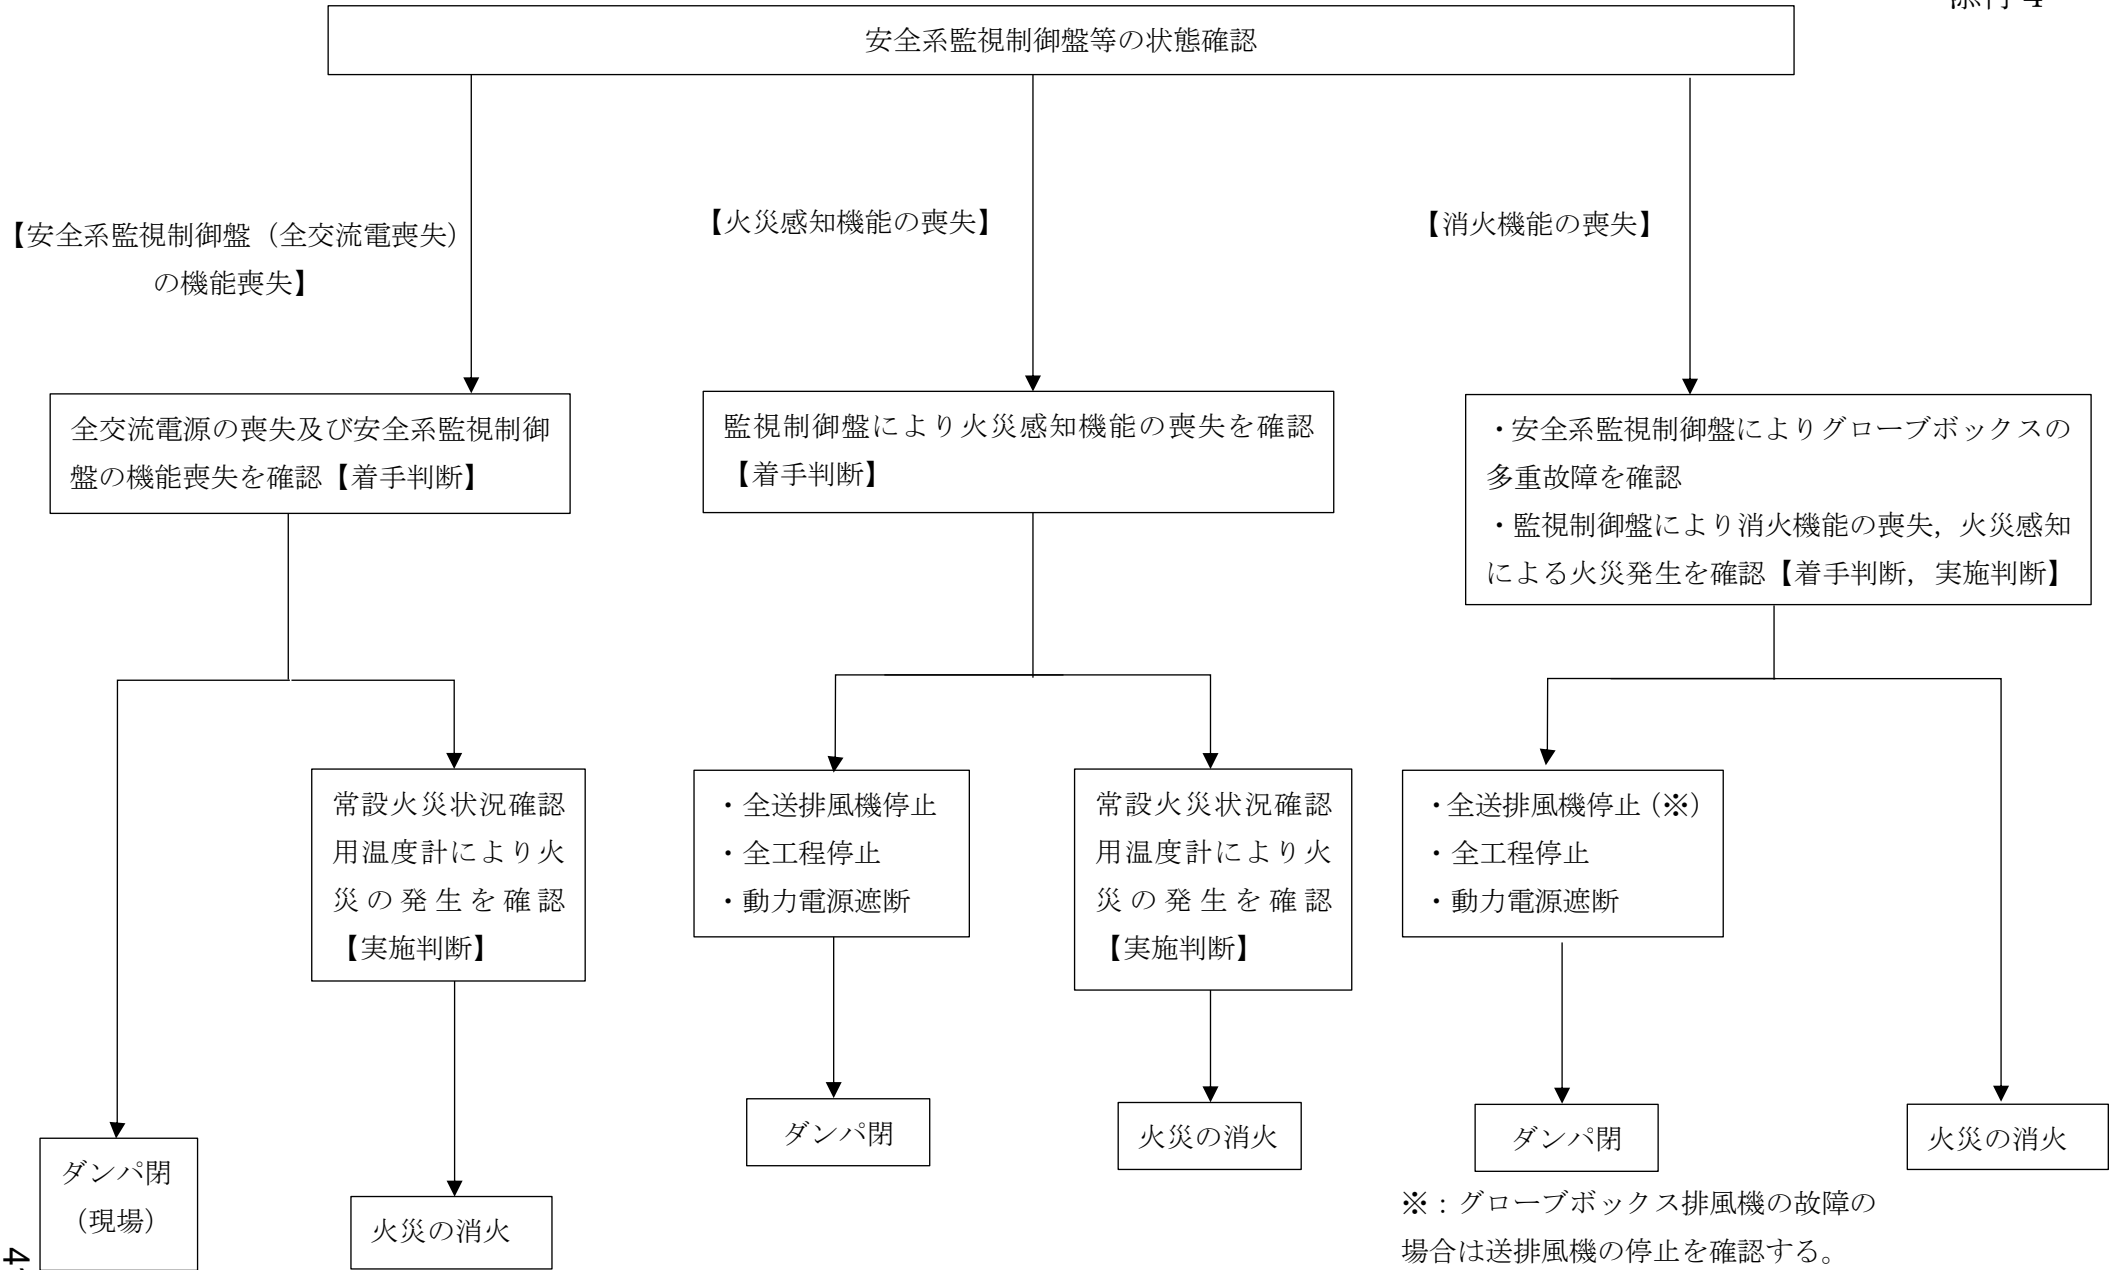 安全系監視制御盤等の状態確認
【安全系監視制御盤（全交流電喪失）
の機能喪失】
【火災感知機能の喪失】
【消火機能の喪失】
全交流電源の喪失及び安全系監視制御
盤の機能喪失を確認【着手判断】
監視制御盤により火災感知機能の喪失を確認
【着手判断】
・安全系監視制御盤によりグローブボックスの
多重故障を確認
・監視制御盤により消火機能の喪失，火災感知
による火災発生を確認【着手判断，実施判断】
常設火災状況確認
用温度計により火
災の発生を確認
【実施判断】
・全送排風機停止
・全工程停止
・動力電源遮断
常設火災状況確認
用温度計により火
災の発生を確認
【実施判断】
・全送排風機停止（※）
・全工程停止
・動力電源遮断
ダンパ閉
（現場）
火災の消火
ダンパ閉
火災の消火
ダンパ閉
火災の消火
※：グローブボックス排風機の故障の
場合は送排風機の停止を確認する。